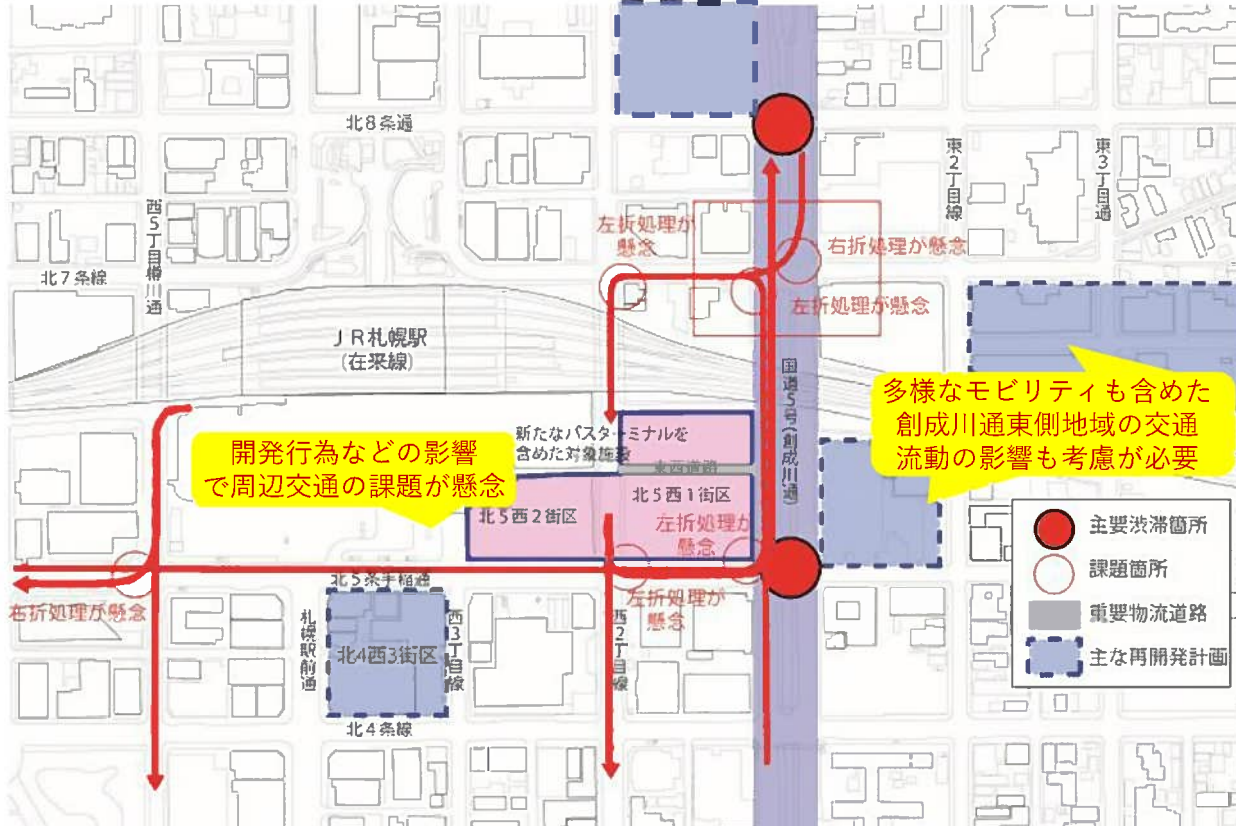 北8条通
東2丁目線
東3丁目通
西5丁目樽川通
左折処理が
懸念
右折処理が懸念
北7条線
左折処理が懸念
JR札幌駅
(在来線)
国道5号(創成川通)
多様なモビリティも含めた
創成川通東側地域の交通
流動の影響も考慮が必要
新たなバスターミナルを
含めた対象施設
開発行為などの影響
で周辺交通の課題が懸念
東西道路
北5西1街区
北5西2街区
左折処理が
懸念
主要渋滞箇所
課題箇所
重要物流道路
主な再開発計画
北5条手稲通
右折処理が懸念
左折処理が
懸念
札幌駅前通
北4西3街区
西3丁目線
西2丁目線
北4条線